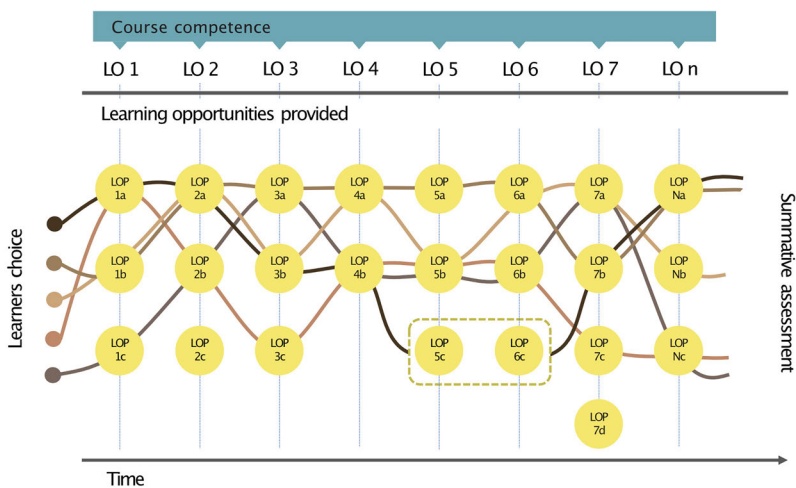 Course competence
LO 1
LO 2
LO 3
LO 4
LO 5
LO 6
LO 7
LO n
Learning opportunities provided
Learners choice
LOP
1a
LOP
2a
LOP
3a
LOP
4a
LOP
5a
LOP
6a
LOP
7a
LOP
Na
LOP
1b
LOP
2b
LOP
3b
LOP
4b
LOP
5b
LOP
6b
LOP
7b
LOP
Nb
LOP
1c
LOP
2c
LOP
3c
LOP
5c
LOP
6c
LOP
7c
LOP
Nc
LOP
7d
Summative assessment
Time